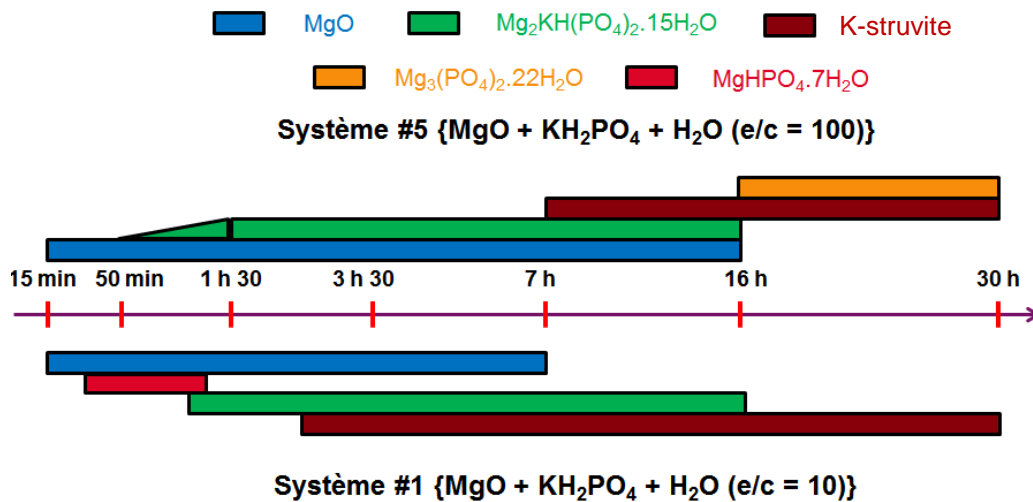 MgO Mg₂KH(PO₄)₂.15H₂O K-struvite
Mg₃(PO₄)₂.22H₂O MgHPO₄.7H₂O
Système #5 {MgO + KH₂PO₄ + H₂O (e/c = 100)}
15 min 50 min 1 h 30 3 h 30 7 h 16 h 30 h
Système #1 {MgO + KH₂PO₄ + H₂O (e/c = 10)}